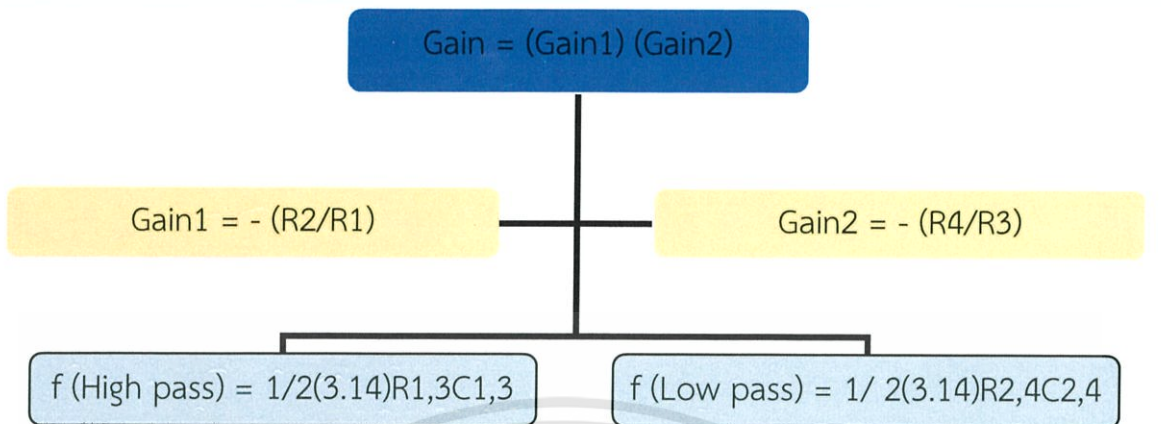 Gain = (Gain1) (Gain2)
Gain1 = - (R2/R1)
Gain2 = - (R4/R3)
f (High pass) = 1/2(3.14)R1,3C1,3
f (Low pass) = 1/ 2(3.14)R2,4C2,4